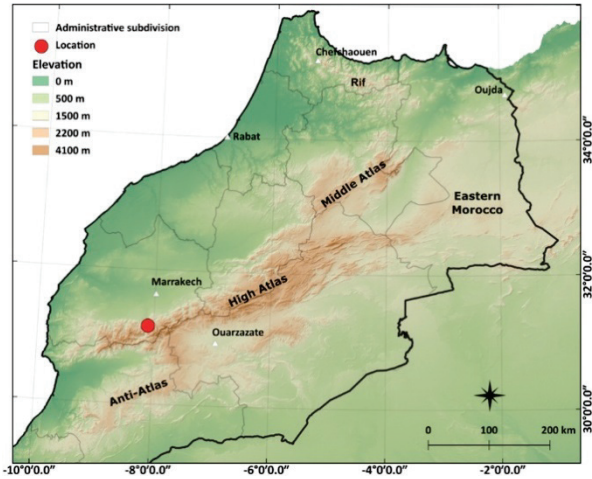 Administrative subdivision
Location
Elevation
0 m
500 m
1500 m
2200 m
4100 m
Chefshaouen
Rif
Oujda
Rabat
Middle Atlas
Eastern
Morocco
Marrakech
High Atlas
Ouarzazate
Anti-Atlas
0 100 200 km
34°0'0.0"
32°0'0.0"
30°0'0.0"
-10°0'0.0" -8°0'0.0" -6°0'0.0" -4°0'0.0" -2°0'0.0"